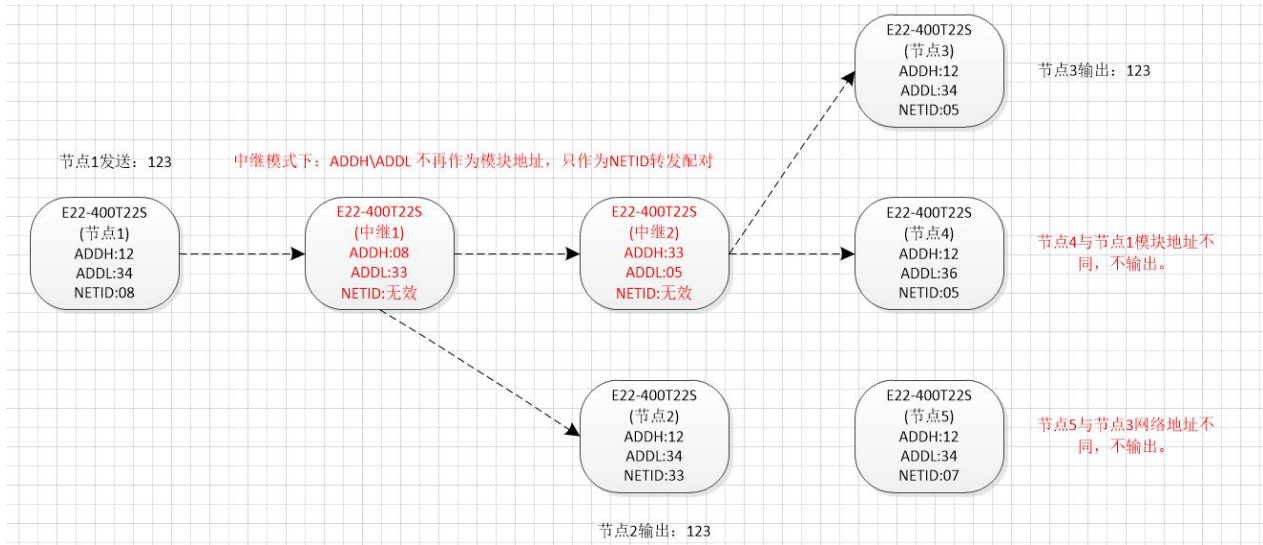 E22-400T22S
(节点3)
ADDH:12
ADDL:34
NETID:05
节点3输出：123
节点1发送：123
中继模式下：ADDH\ADDL 不再作为模块地址，只作为NETID转发配对
E22-400T22S
(节点1)
ADDH:12
ADDL:34
NETID:08
E22-400T22S
(中继1)
ADDH:08
ADDL:33
NETID:无效
E22-400T22S
(中继2)
ADDH:33
ADDL:05
NETID:无效
E22-400T22S
(节点4)
ADDH:12
ADDL:36
NETID:05
节点4与节点1模块地址不
同，不输出。
E22-400T22S
(节点2)
ADDH:12
ADDL:34
NETID:33
E22-400T22S
(节点5)
ADDH:12
ADDL:34
NETID:07
节点5与节点3网络地址不
同，不输出。
节点2输出：123